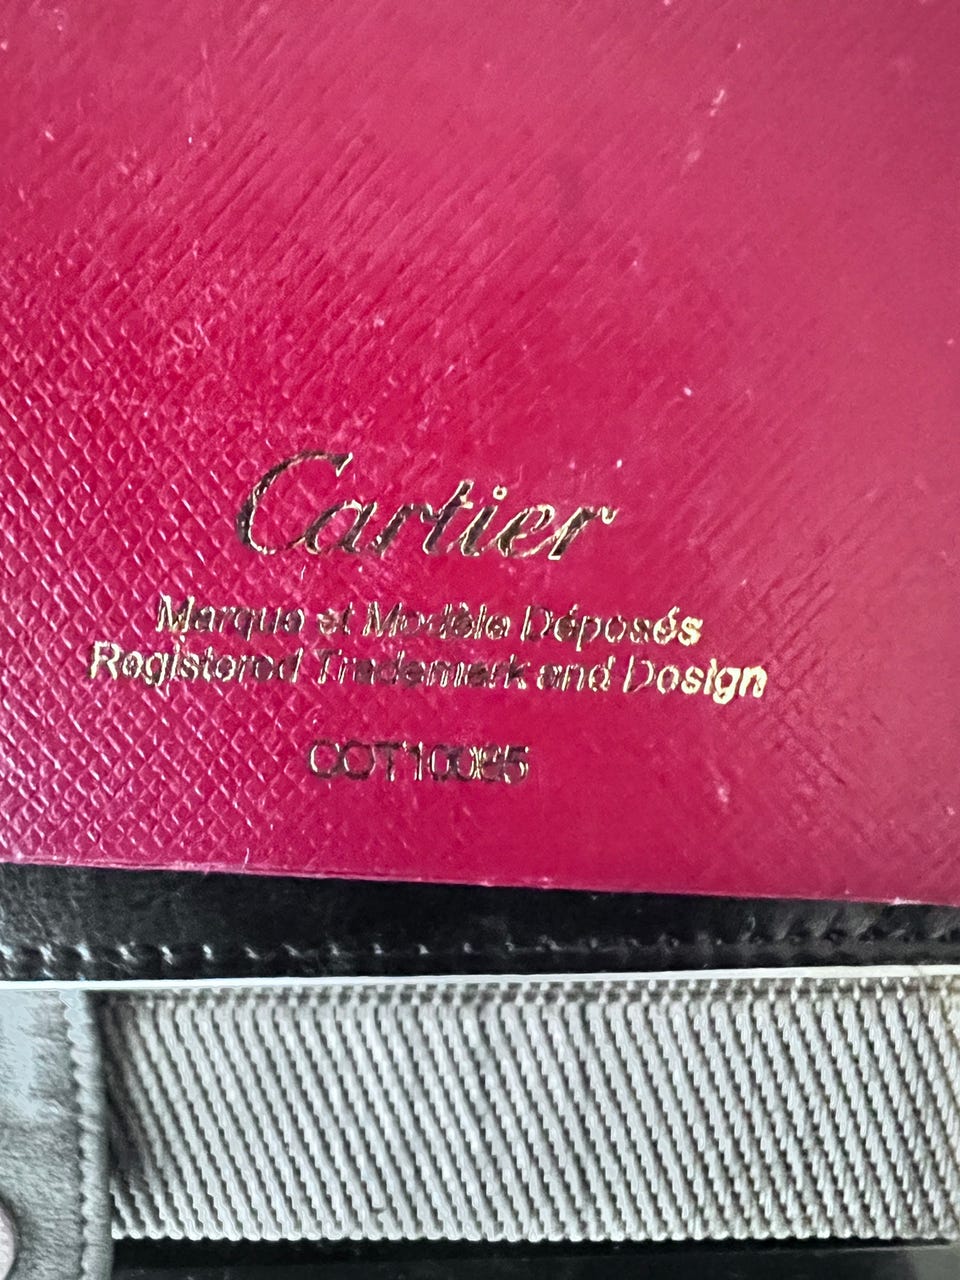 Cartier
Marque et Modèle Déposés
Registered Trademark and Design
COT10085